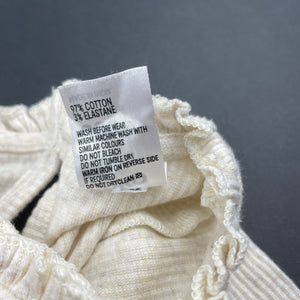 97% COTTON
3% ELASTANE
WASH BEFORE WEAR
WARM MACHINE WASH WITH
SIMILAR COLOURS
DO NOT BLEACH
DO NOT TUMBLE DRY
WARM IRON ON REVERSE SIDE
IF REQUIRED
DO NOT DRYCLEAN